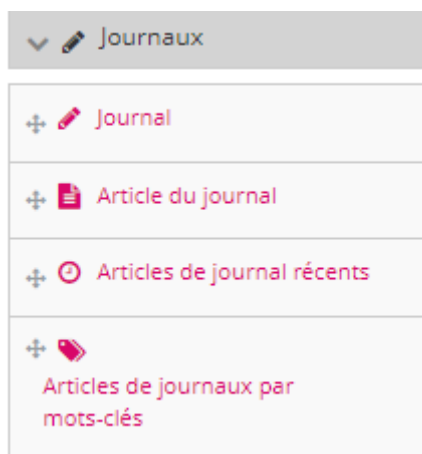 Journaux
Journal
Article du journal
Articles de journal récents
Articles de journaux par
mots-clés